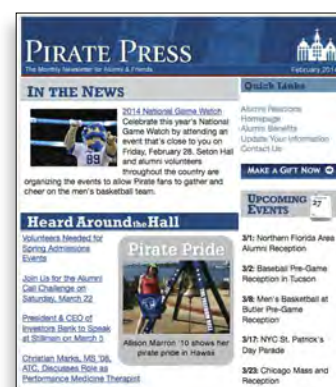 PIRATE PRESS
The Monthly Newsletter for Alumni & Friends
February 2014
IN THE NEWS
2014 National Game Watch
Celebrate this year's National
Game Watch by attending an
event that's close to you on
Friday, February 28. Seton Hall
and alumni volunteers
throughout the country are
organizing the events to allow Pirate fans to gather and
cheer on the men's basketball team.
89
Heard Around the Hall
Volunteers Needed for
Spring Admissions
Events
Join Us for the Alumni
Call Challenge on
Saturday, March 22
President & CEO of
Investors Bank to Speak
at Stillman on March 5
Christian Marks, MS '08,
ATC, Discusses Role as
Performance Medicine Therapist
Pirate Pride
Allison Marron '10 shows her
pirate pride in Hawaii
Quick Links
Alumni Relations
Homepage
Alumni Benefits
Update Your Information
Contact Us
MAKE A GIFT NOW
UPCOMING
EVENTS
27
3/1: Northern Florida Area
Alumni Reception
3/2: Baseball Pre-Game
Reception in Tucson
3/8: Men's Basketball at
Butler Pre-Game
Reception
3/17: NYC St. Patrick's
Day Parade
3/23: Chicago Mass and
Reception